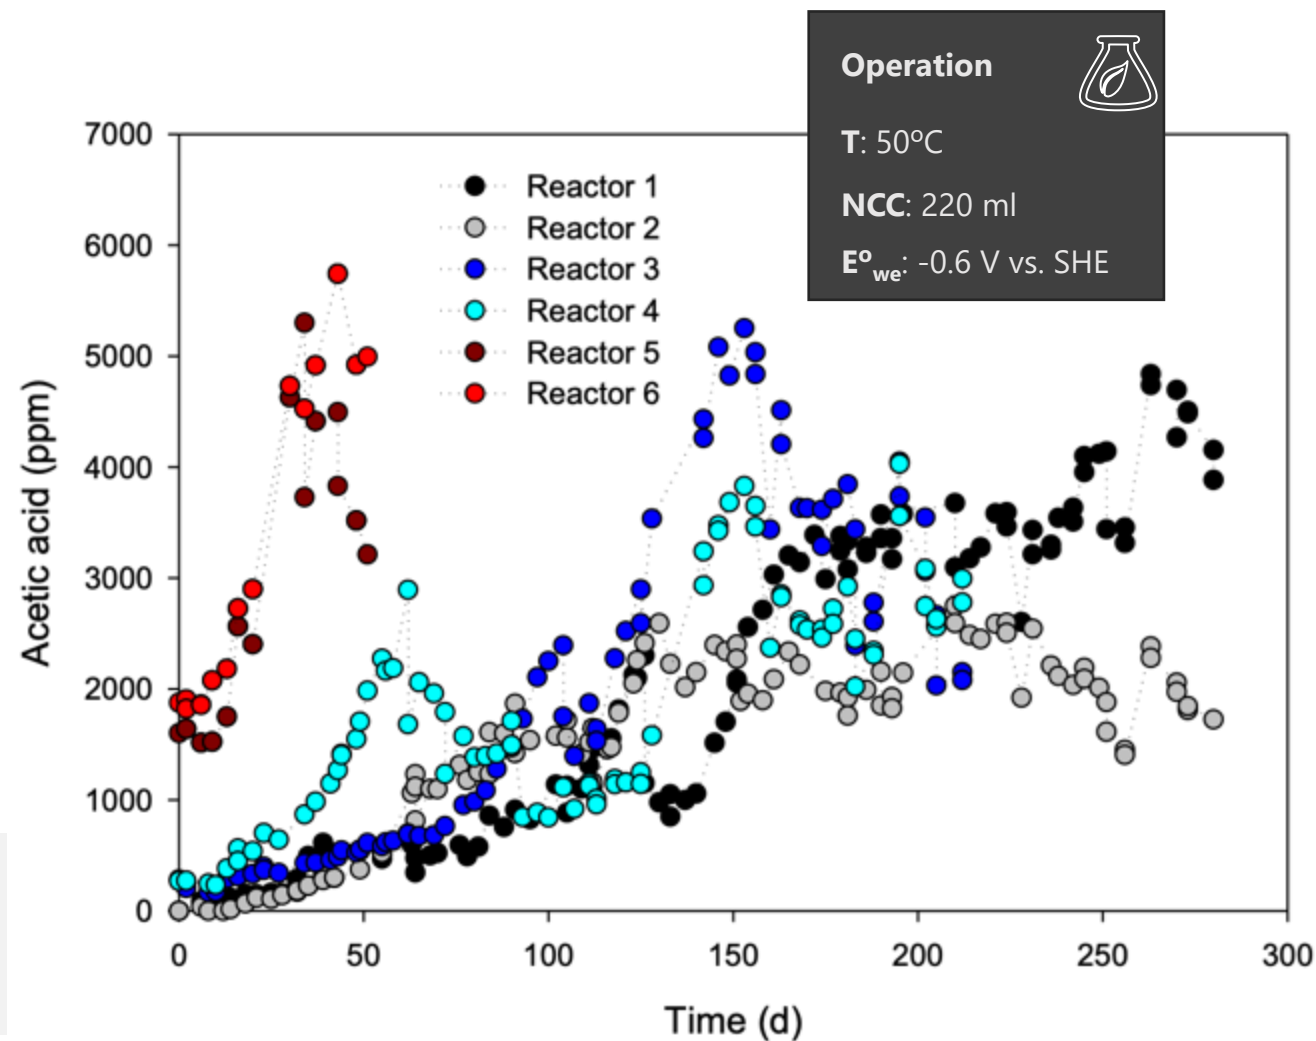 Operation
T: 50ºC
NCC: 220 ml
Eºwe: -0.6 V vs. SHE
7000
6000
5000
4000
3000
2000
1000
0
Acetic acid (ppm)
Reactor 1
Reactor 2
Reactor 3
Reactor 4
Reactor 5
Reactor 6
0 50 100 150 200 250 300
Time (d)